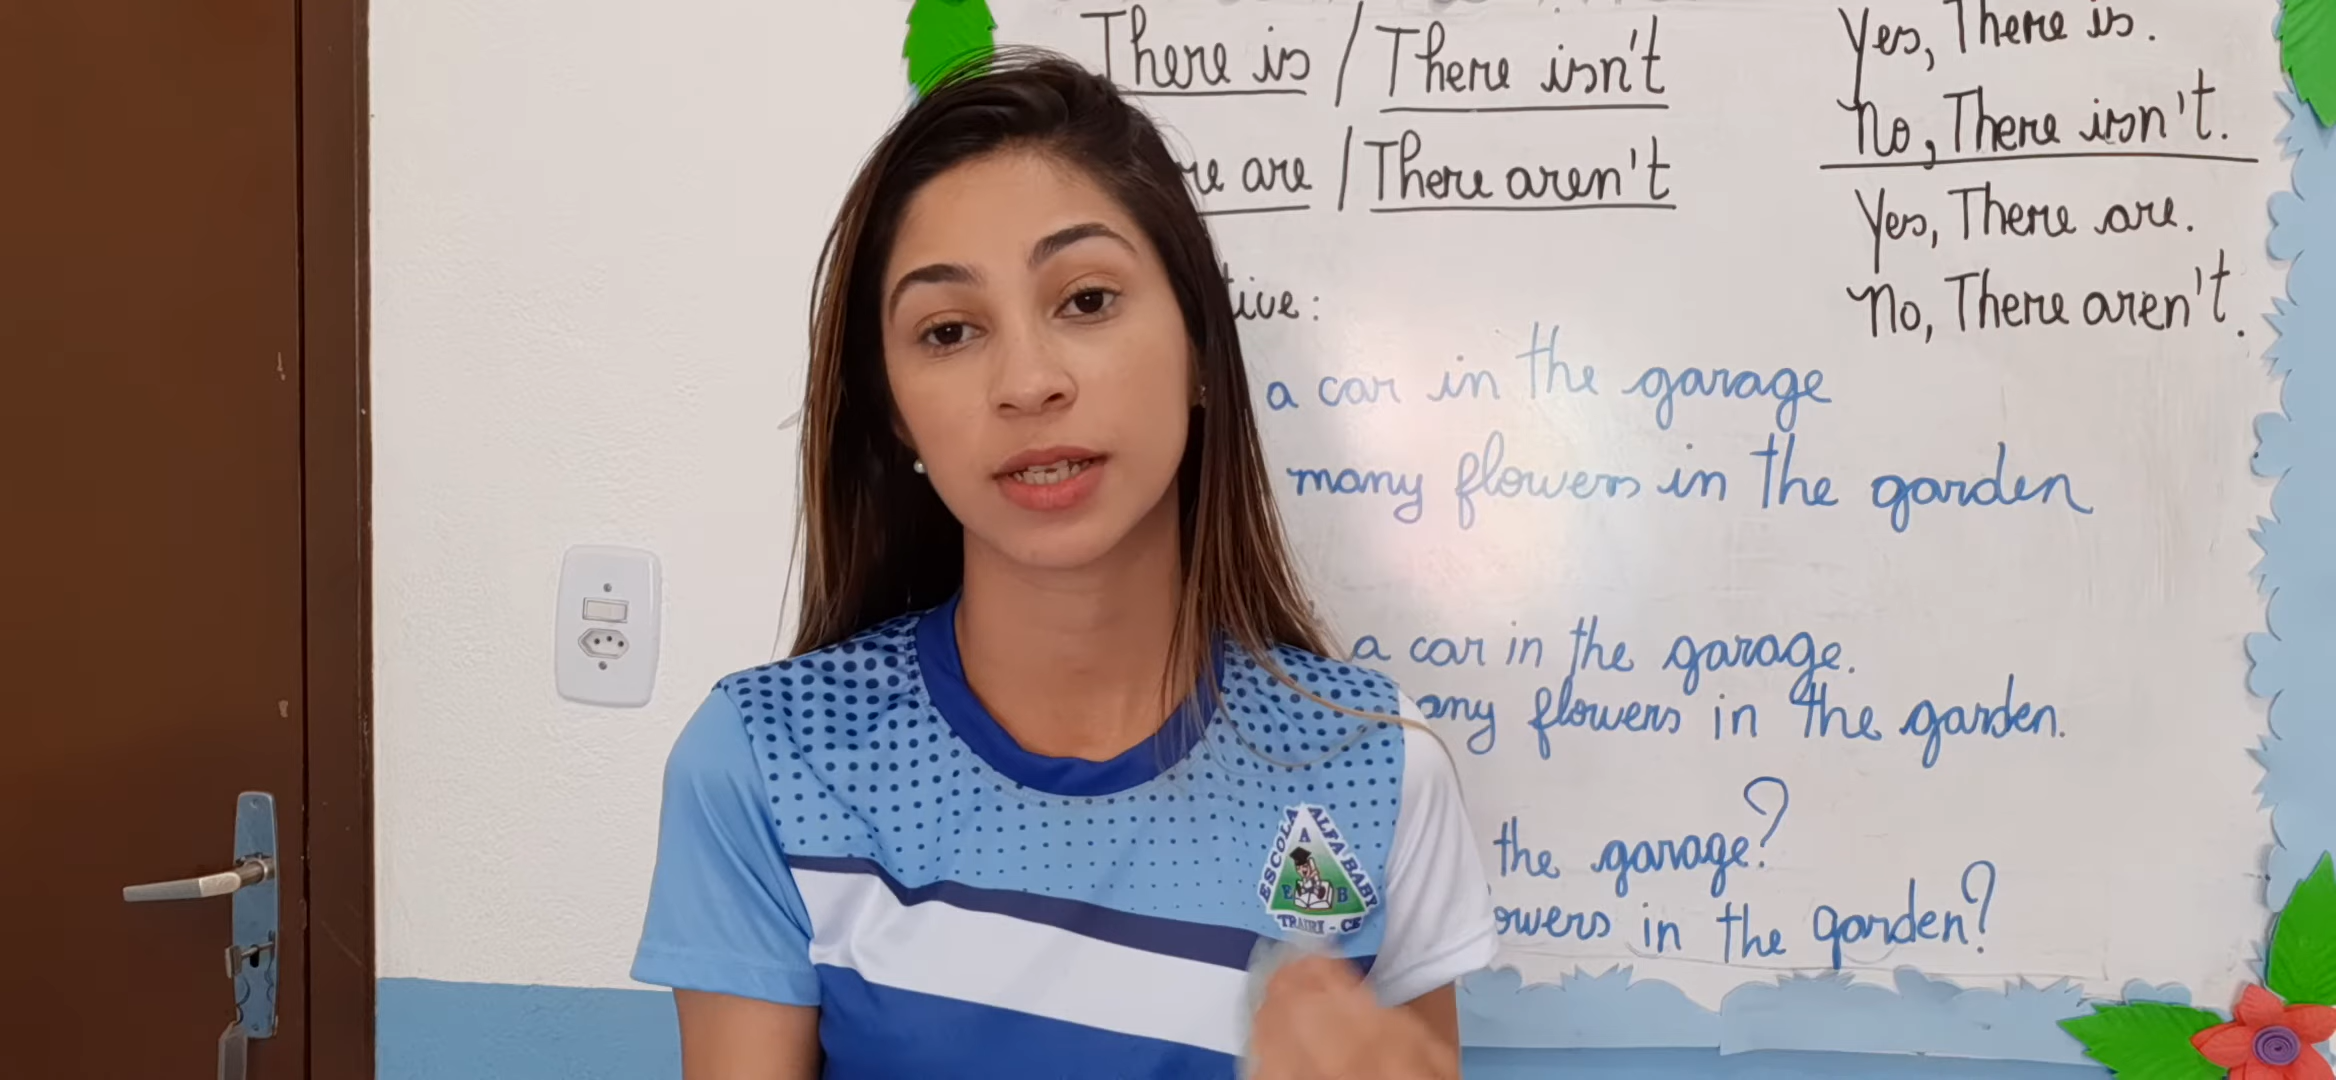 There is / There isn't
are / There aren't
Yes, There is.
No, There isn't.
Yes, There are.
No, There aren't.
a car in the garage
many flowers in the garden
a car in the garage.
any flowers in the garden.
the garage?
in the garden?
ESCOLA ALFA BABY
A
E B
TRAIRI - CE